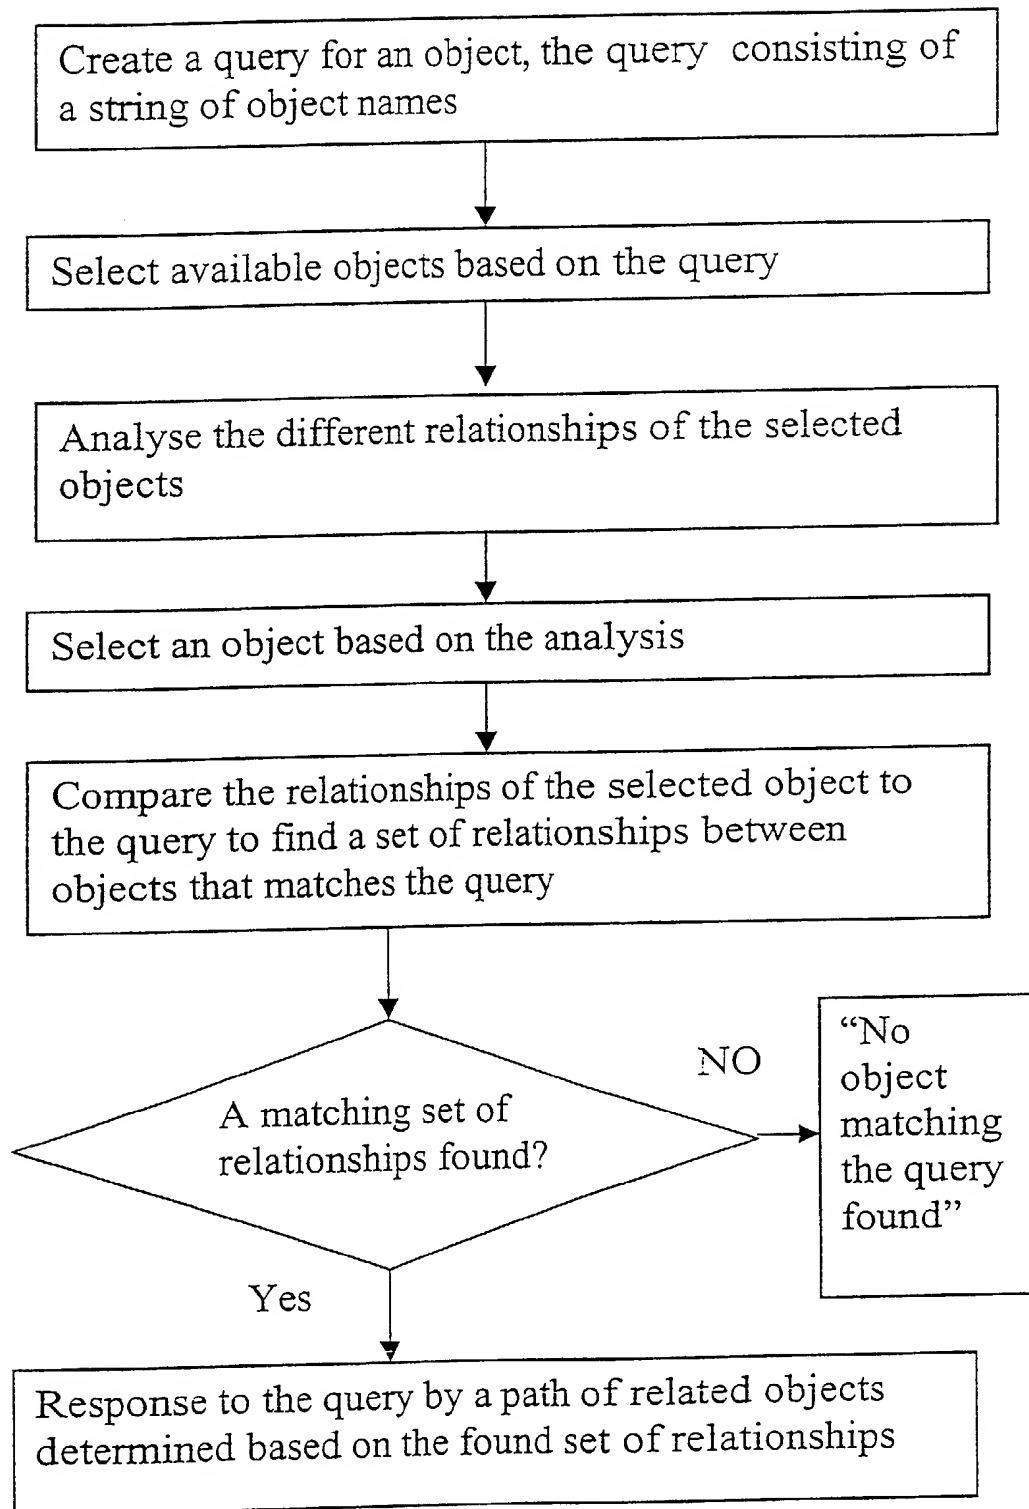 Create a query for an object, the query consisting of
a string of object names
Select available objects based on the query
Analyse the different relationships of the selected
objects
Select an object based on the analysis
Compare the relationships of the selected object to
the query to find a set of relationships between
objects that matches the query
A matching set of
relationships found?
NO
“No
object
matching
the query
found”
Yes
Response to the query by a path of related objects
determined based on the found set of relationships